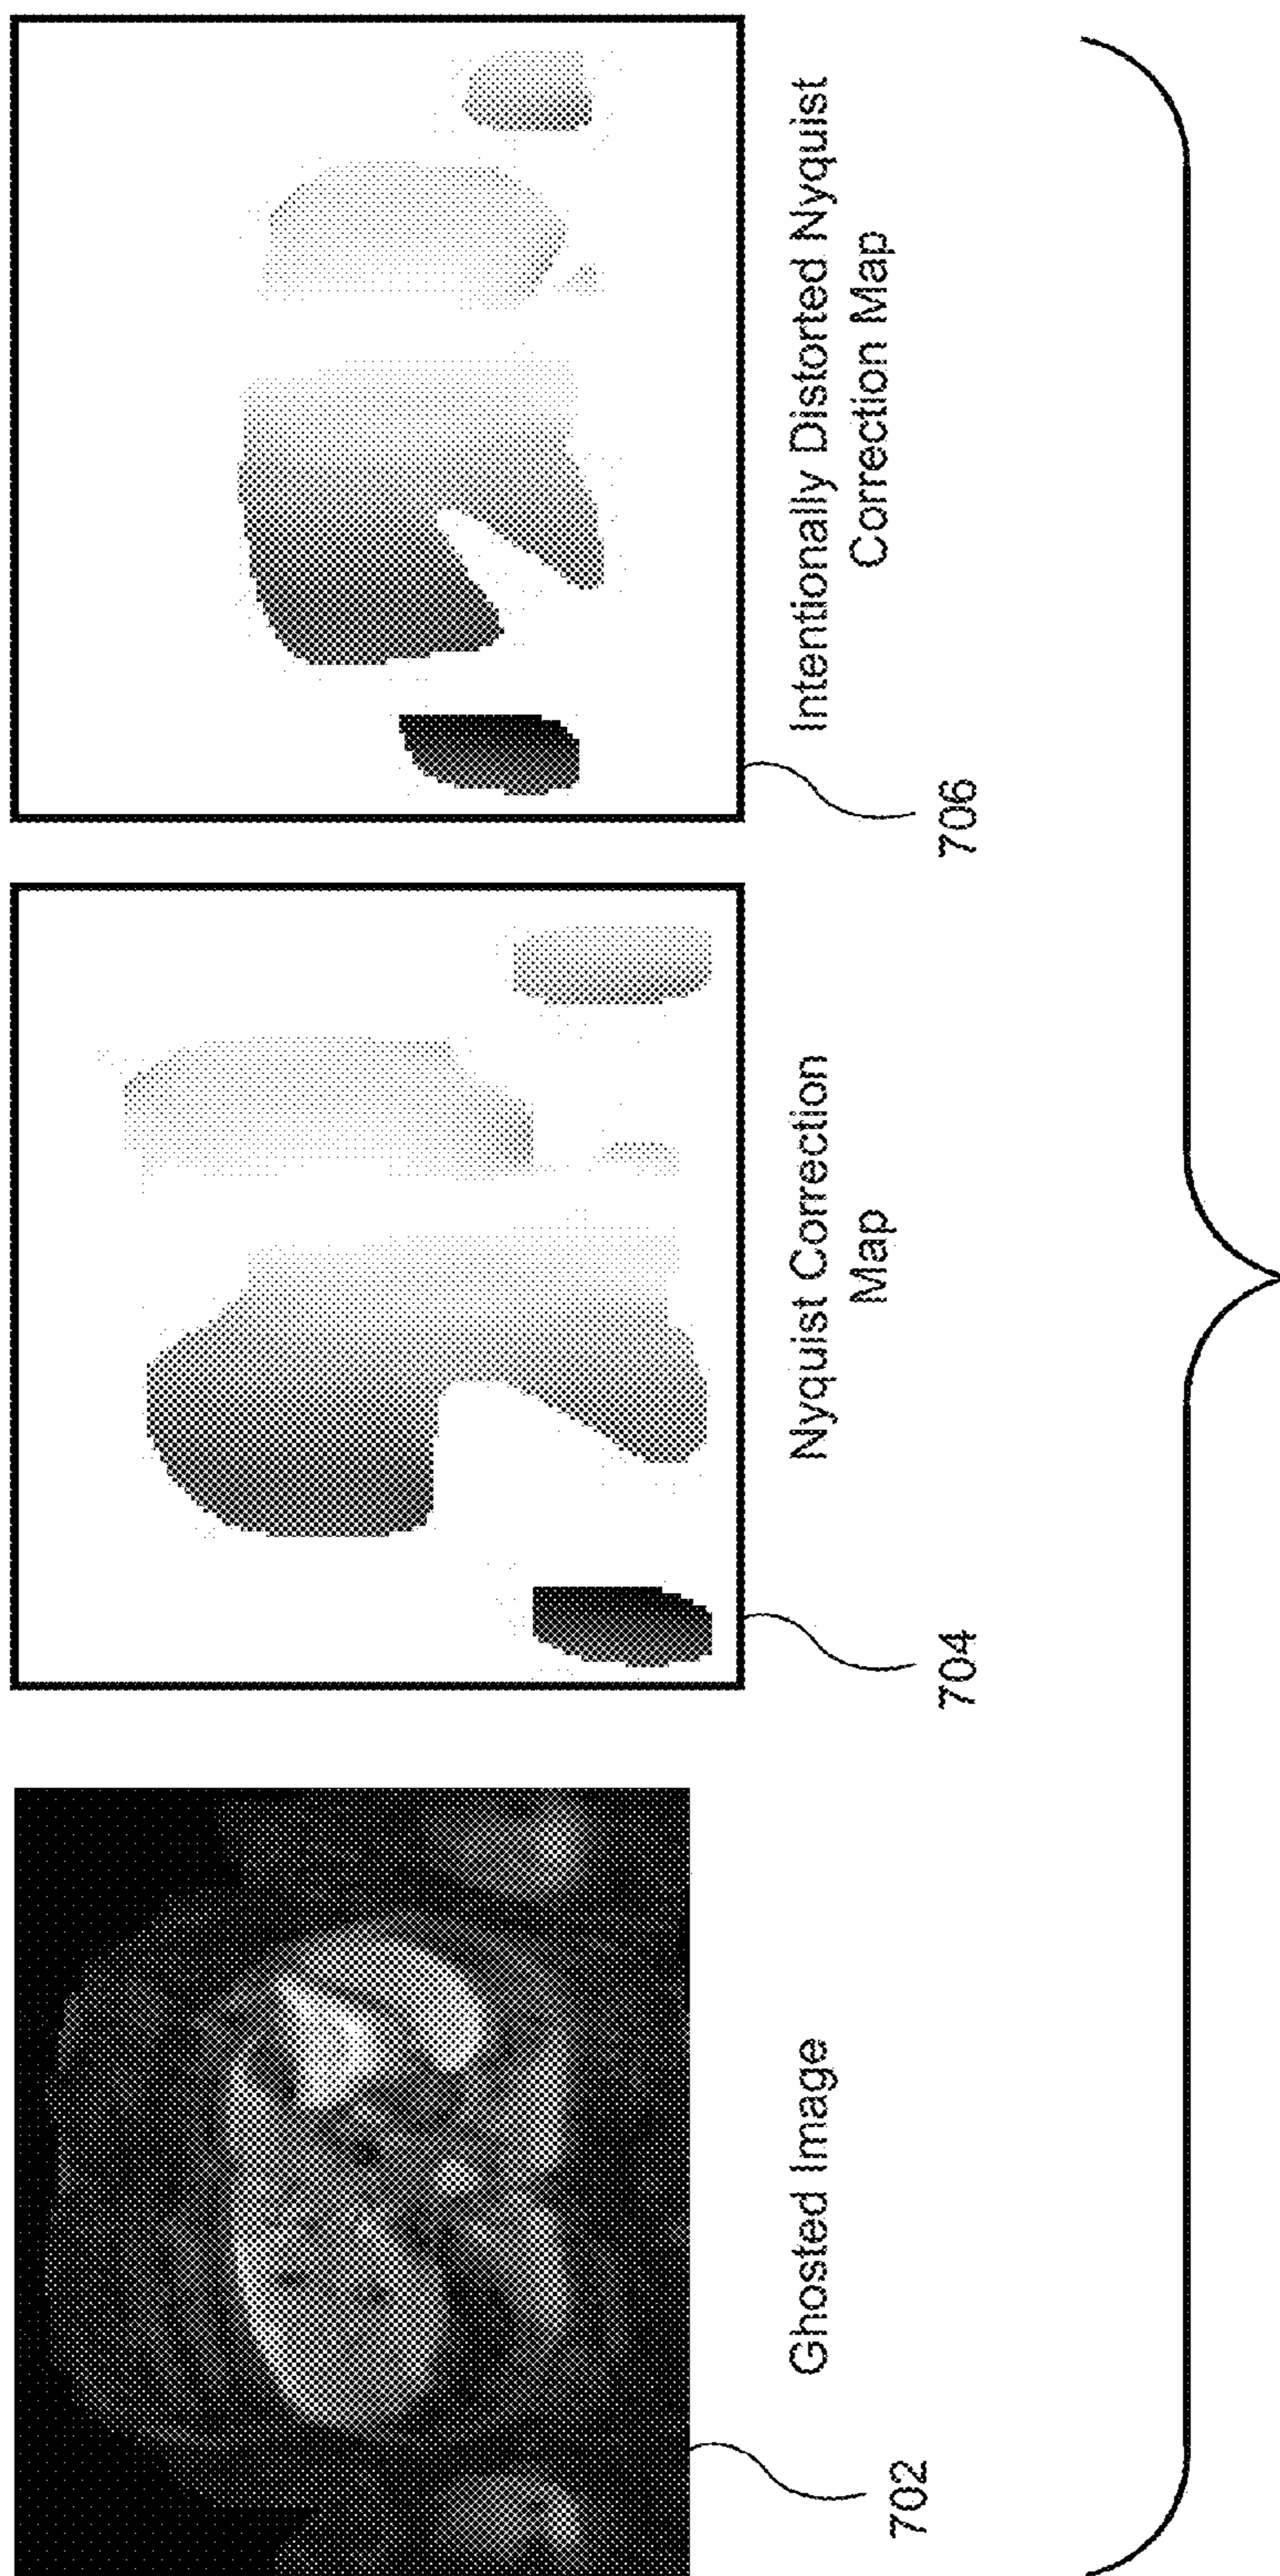 Ghosted Image
702
Nyquist Correction
Map
704
Intentionally Distorted Nyquist
Correction Map
706